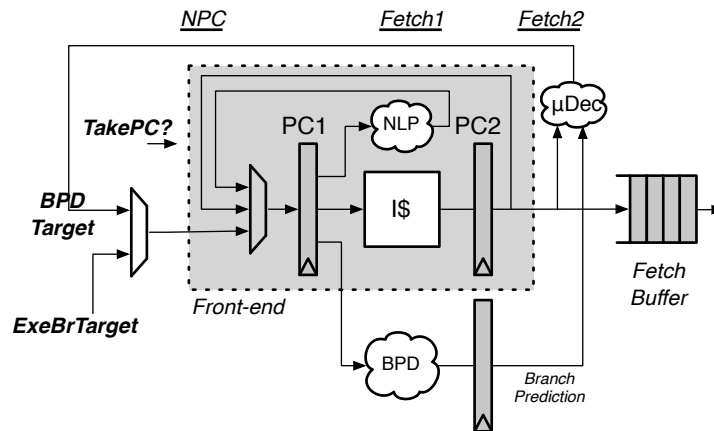 NPC
Fetch1
Fetch2
TakePC?
PC1
NLP
PC2
μDec
BPD
Target
I$
Fetch
Buffer
Front-end
ExeBrTarget
BPD
Branch
Prediction